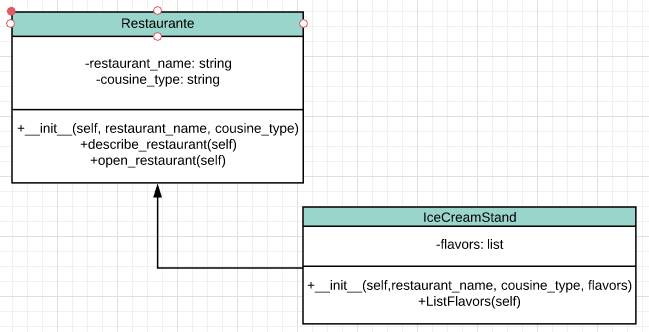 Restaurante
-restaurant_name: string
-cousine_type: string
+__init__(self, restaurant_name, cousine_type)
+describe_restaurant(self)
+open_restaurant(self)
IceCreamStand
-flavors: list
+__init__(self,restaurant_name, cousine_type, flavors)
+ListFlavors(self)